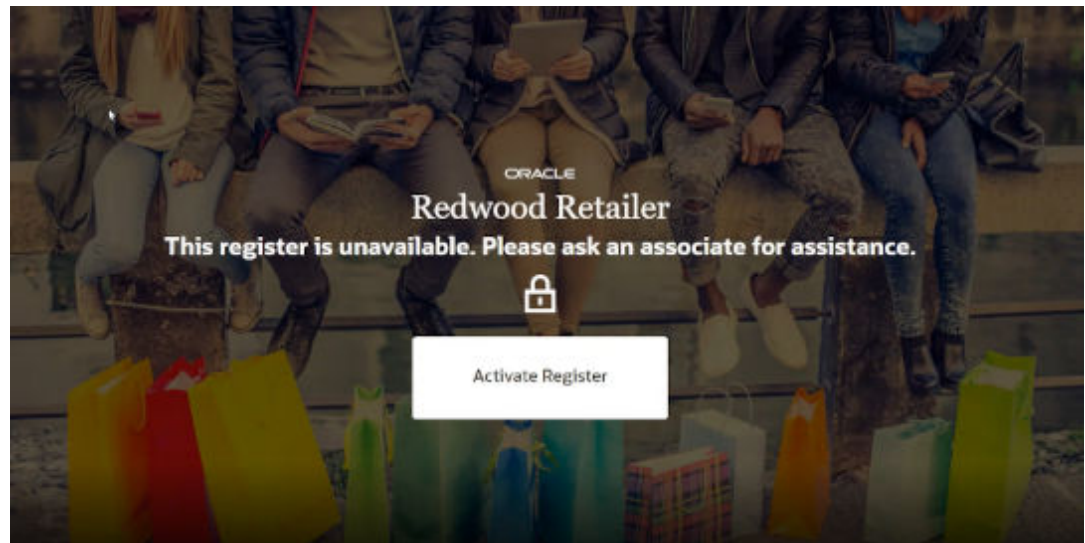 ORACLE
Redwood Retailer
This register is unavailable. Please ask an associate for assistance.
Activate Register